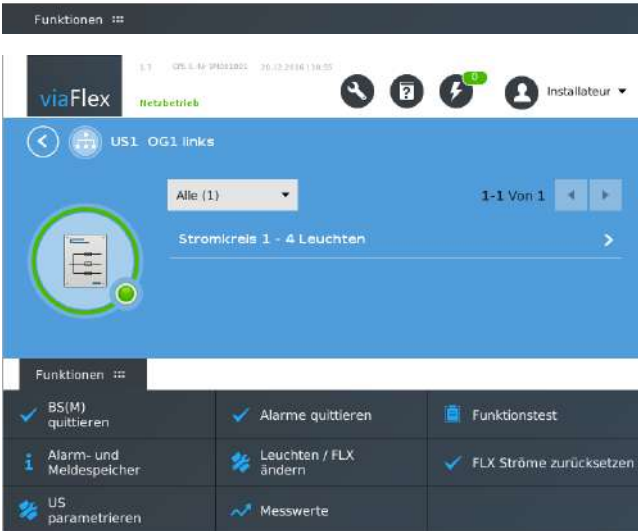 Funktionen
viaFlex
Netzbetrieb
0
Installateur
US1 OG1 links
Alle (1)
1-1 Von 1
Stromkreis 1 - 4 Leuchten
Funktionen
BS(M)
quittieren
Alarme quittieren
Funktionstest
Alarm- und
Meldespeicher
Leuchten / FLX
ändern
FLX Ströme zurücksetzen
US
parametrieren
Messwerte